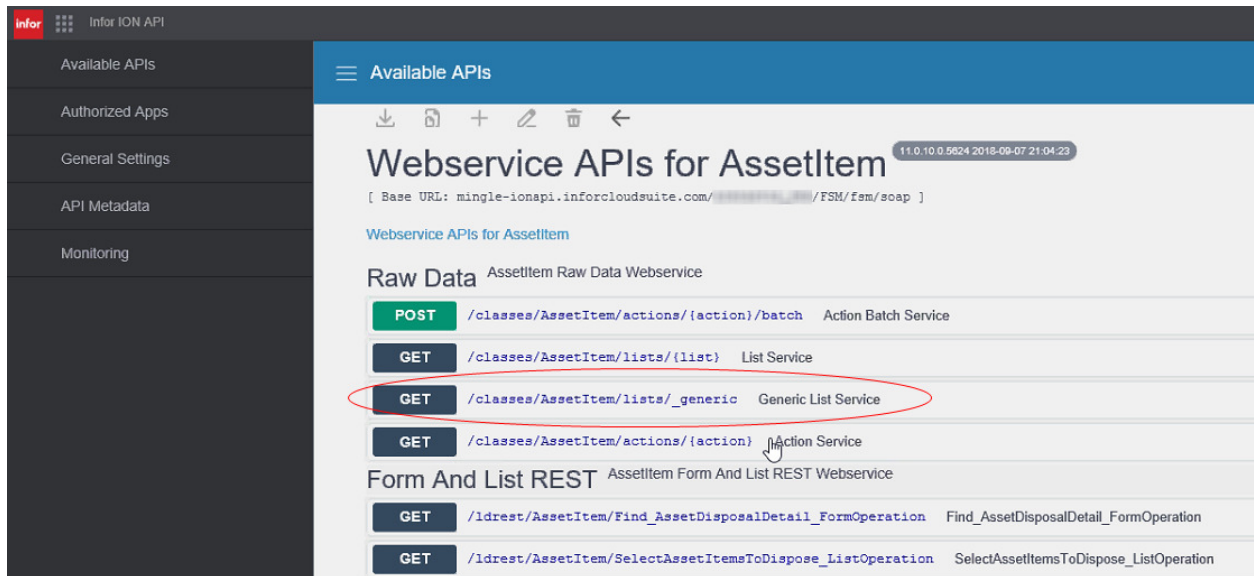 infor Infor ION API
Available APIs
Authorized Apps
General Settings
API Metadata
Monitoring
Available APIs
Webservice APIs for AssetItem 11.0.10.0.5624 2018-09-07 21:04:23
[ Base URL: mingle-ionapi.inforcloudsuite.com/ /FSM/fsm/soap ]
Webservice APIs for AssetItem
Raw Data AssetItem Raw Data Webservice
POST /classes/AssetItem/actions/{action}/batch Action Batch Service
GET /classes/AssetItem/lists/{list} List Service
GET /classes/AssetItem/lists/_generic Generic List Service
GET /classes/AssetItem/actions/{action} Action Service
Form And List REST AssetItem Form And List REST Webservice
GET /ldrest/AssetItem/Find_AssetDisposalDetail_FormOperation Find_AssetDisposalDetail_FormOperation
GET /ldrest/AssetItem/SelectAssetItemsToDispose_ListOperation SelectAssetItemsToDispose_ListOperation